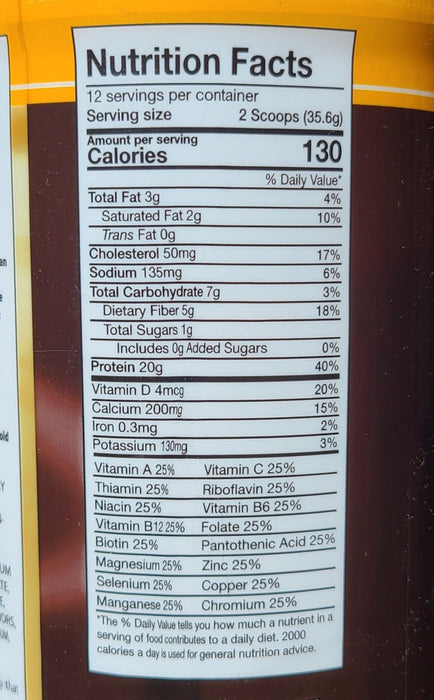 Nutrition Facts
12 servings per container
Serving size 2 Scoops (35.6g)
Amount per serving
Calories 130
% Daily Value*
Total Fat 3g 4%
Saturated Fat 2g 10%
Trans Fat 0g
Cholesterol 50mg 17%
Sodium 135mg 6%
Total Carbohydrate 7g 3%
Dietary Fiber 5g 18%
Total Sugars 1g
Includes 0g Added Sugars 0%
Protein 20g 40%
Vitamin D 4mcg 20%
Calcium 200mg 15%
Iron 0.3mg 2%
Potassium 130mg 3%
Vitamin A 25% Vitamin C 25%
Thiamin 25% Riboflavin 25%
Niacin 25% Vitamin B6 25%
Vitamin B12 25% Folate 25%
Biotin 25% Pantothenic Acid 25%
Magnesium 25% Zinc 25%
Selenium 25% Copper 25%
Manganese 25% Chromium 25%
*The % Daily Value tells you how much a nutrient in a
serving of food contributes to a daily diet. 2000
calories a day is used for general nutrition advice.